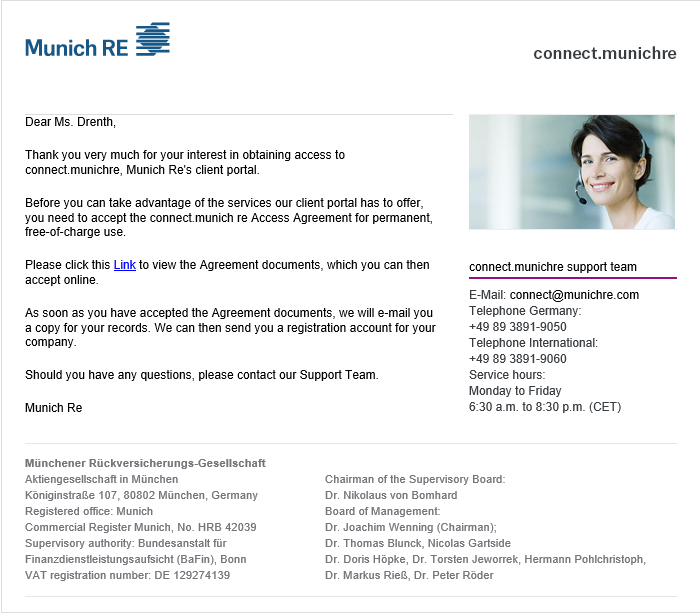 Munich RE
connect.munichre
Dear Ms. Drenth,
Thank you very much for your interest in obtaining access to
connect.munichre, Munich Re's client portal.
Before you can take advantage of the services our client portal has to offer,
you need to accept the connect.munich re Access Agreement for permanent,
free-of-charge use.
Please click this Link to view the Agreement documents, which you can then
accept online.
As soon as you have accepted the Agreement documents, we will e-mail you
a copy for your records. We can then send you a registration account for your
company.
Should you have any questions, please contact our Support Team.
Munich Re
connect.munichre support team
E-Mail: connect@munichre.com
Telephone Germany:
+49 89 3891-9050
Telephone International:
+49 89 3891-9060
Service hours:
Monday to Friday
6:30 a.m. to 8:30 p.m. (CET)
Münchener Rückversicherungs-Gesellschaft
Aktiengesellschaft in München
Königinstraße 107, 80802 München, Germany
Registered office: Munich
Commercial Register Munich, No. HRB 42039
Supervisory authority: Bundesanstalt für
Finanzdienstleistungsaufsicht (BaFin), Bonn
VAT registration number: DE 129274139
Chairman of the Supervisory Board:
Dr. Nikolaus von Bomhard
Board of Management:
Dr. Joachim Wenning (Chairman);
Dr. Thomas Blunck, Nicolas Gartside
Dr. Doris Höpke, Dr. Torsten Jeworrek, Hermann Pohlchristoph,
Dr. Markus Rieß, Dr. Peter Röder